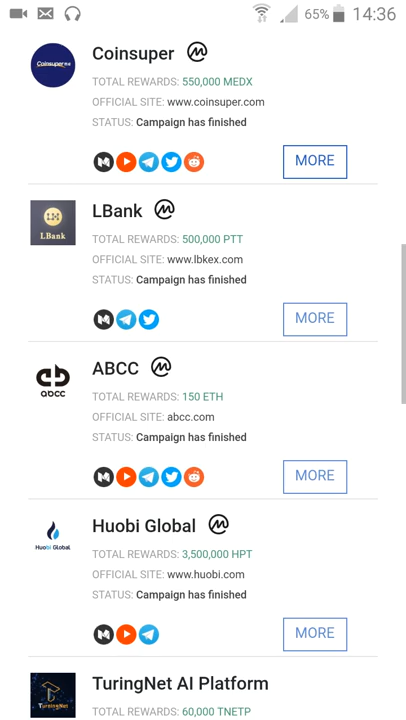 65% 14:36
Coinsuper
Coinsuper
TOTAL REWARDS: 550,000 MEDX
OFFICIAL SITE: www.coinsuper.com
STATUS: Campaign has finished
MORE
LBank
LBank
TOTAL REWARDS: 500,000 PTT
OFFICIAL SITE: www.lbkex.com
STATUS: Campaign has finished
MORE
abcc
ABCC
TOTAL REWARDS: 150 ETH
OFFICIAL SITE: abcc.com
STATUS: Campaign has finished
MORE
Huobi Global
Huobi Global
TOTAL REWARDS: 3,500,000 HPT
OFFICIAL SITE: www.huobi.com
STATUS: Campaign has finished
MORE
TuringNet
TuringNet AI Platform
TOTAL REWARDS: 60,000 TNETP